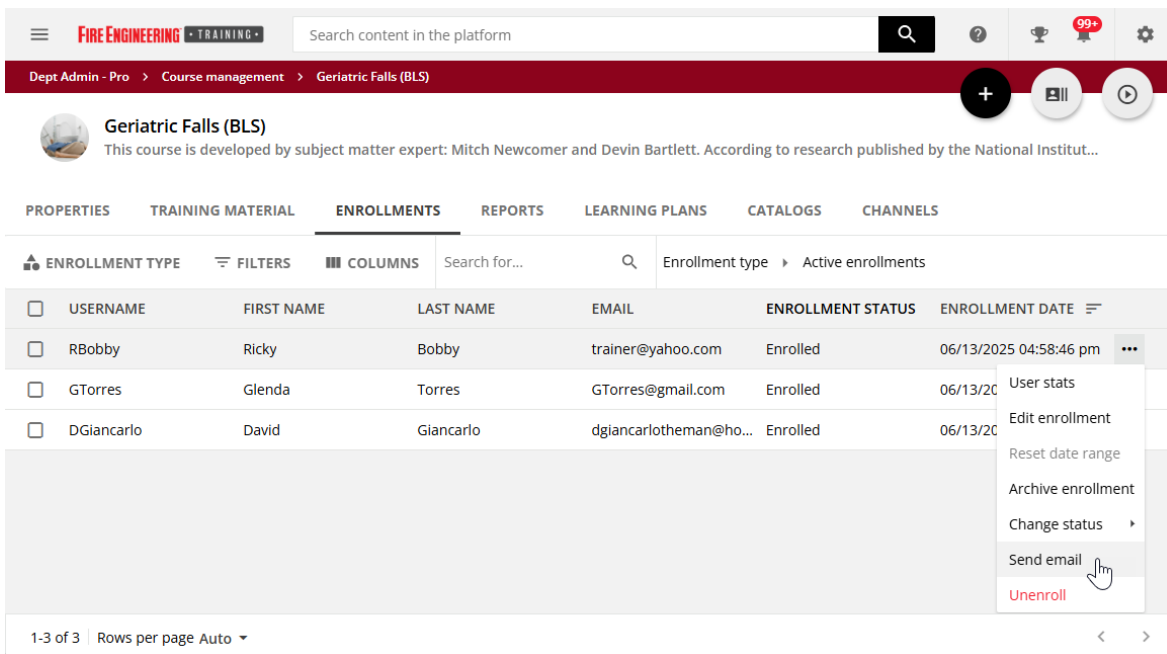 FIRE ENGINEERING • TRAINING • Search content in the platform 99+
Dept Admin - Pro > Course management > Geriatric Falls (BLS)
Geriatric Falls (BLS)
This course is developed by subject matter expert: Mitch Newcomer and Devin Bartlett. According to research published by the National Institut...
PROPERTIES TRAINING MATERIAL ENROLLMENTS REPORTS LEARNING PLANS CATALOGS CHANNELS
ENROLLMENT TYPE FILTERS COLUMNS Search for... Enrollment type Active enrollments
USERNAME FIRST NAME LAST NAME EMAIL ENROLLMENT STATUS ENROLLMENT DATE
RBobby Ricky Bobby trainer@yahoo.com Enrolled 06/13/2025 04:58:46 pm
GTorres Glenda Torres GTorres@gmail.com Enrolled 06/13/20
DGiancarlo David Giancarlo dgiancarlotheman@ho... Enrolled 06/13/20
User stats
Edit enrollment
Reset date range
Archive enrollment
Change status
Send email
Unenroll
1-3 of 3 Rows per page Auto